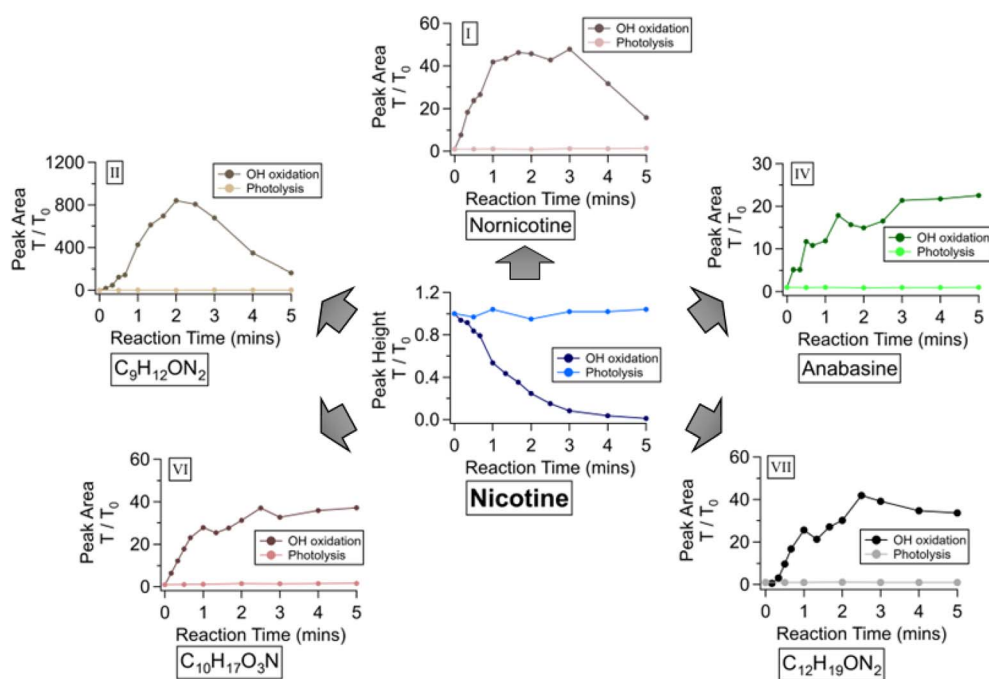 I
OH oxidation
Photolysis
Peak Area
T / T₀
60
40
20
0
0 1 2 3 4 5
Reaction Time (mins)
Nornicotine
II
OH oxidation
Photolysis
Peak Area
T / T₀
1200
800
400
0
0 1 2 3 4 5
Reaction Time (mins)
C₉H₁₂ON₂
IV
OH oxidation
Photolysis
Peak Area
T / T₀
30
20
10
0
0 1 2 3 4 5
Reaction Time (mins)
Anabasine
OH oxidation
Photolysis
Peak Height
T / T₀
1.2
0.8
0.4
0.0
0 1 2 3 4 5
Reaction Time (mins)
Nicotine
VI
OH oxidation
Photolysis
Peak Area
T / T₀
60
40
20
0
0 1 2 3 4 5
Reaction Time (mins)
C₁₀H₁₇O₃N
VII
OH oxidation
Photolysis
Peak Area
T / T₀
60
40
20
0
0 1 2 3 4 5
Reaction Time (mins)
C₁₂H₁₉ON₂